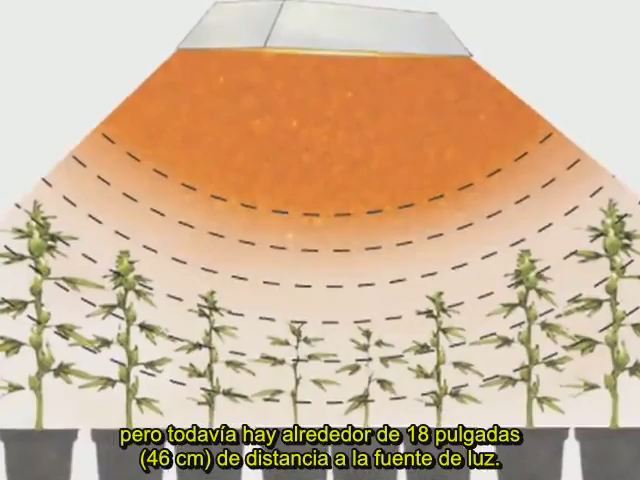 pero todavía hay alrededor de 18 pulgadas
(46 cm) de distancia a la fuente de luz.